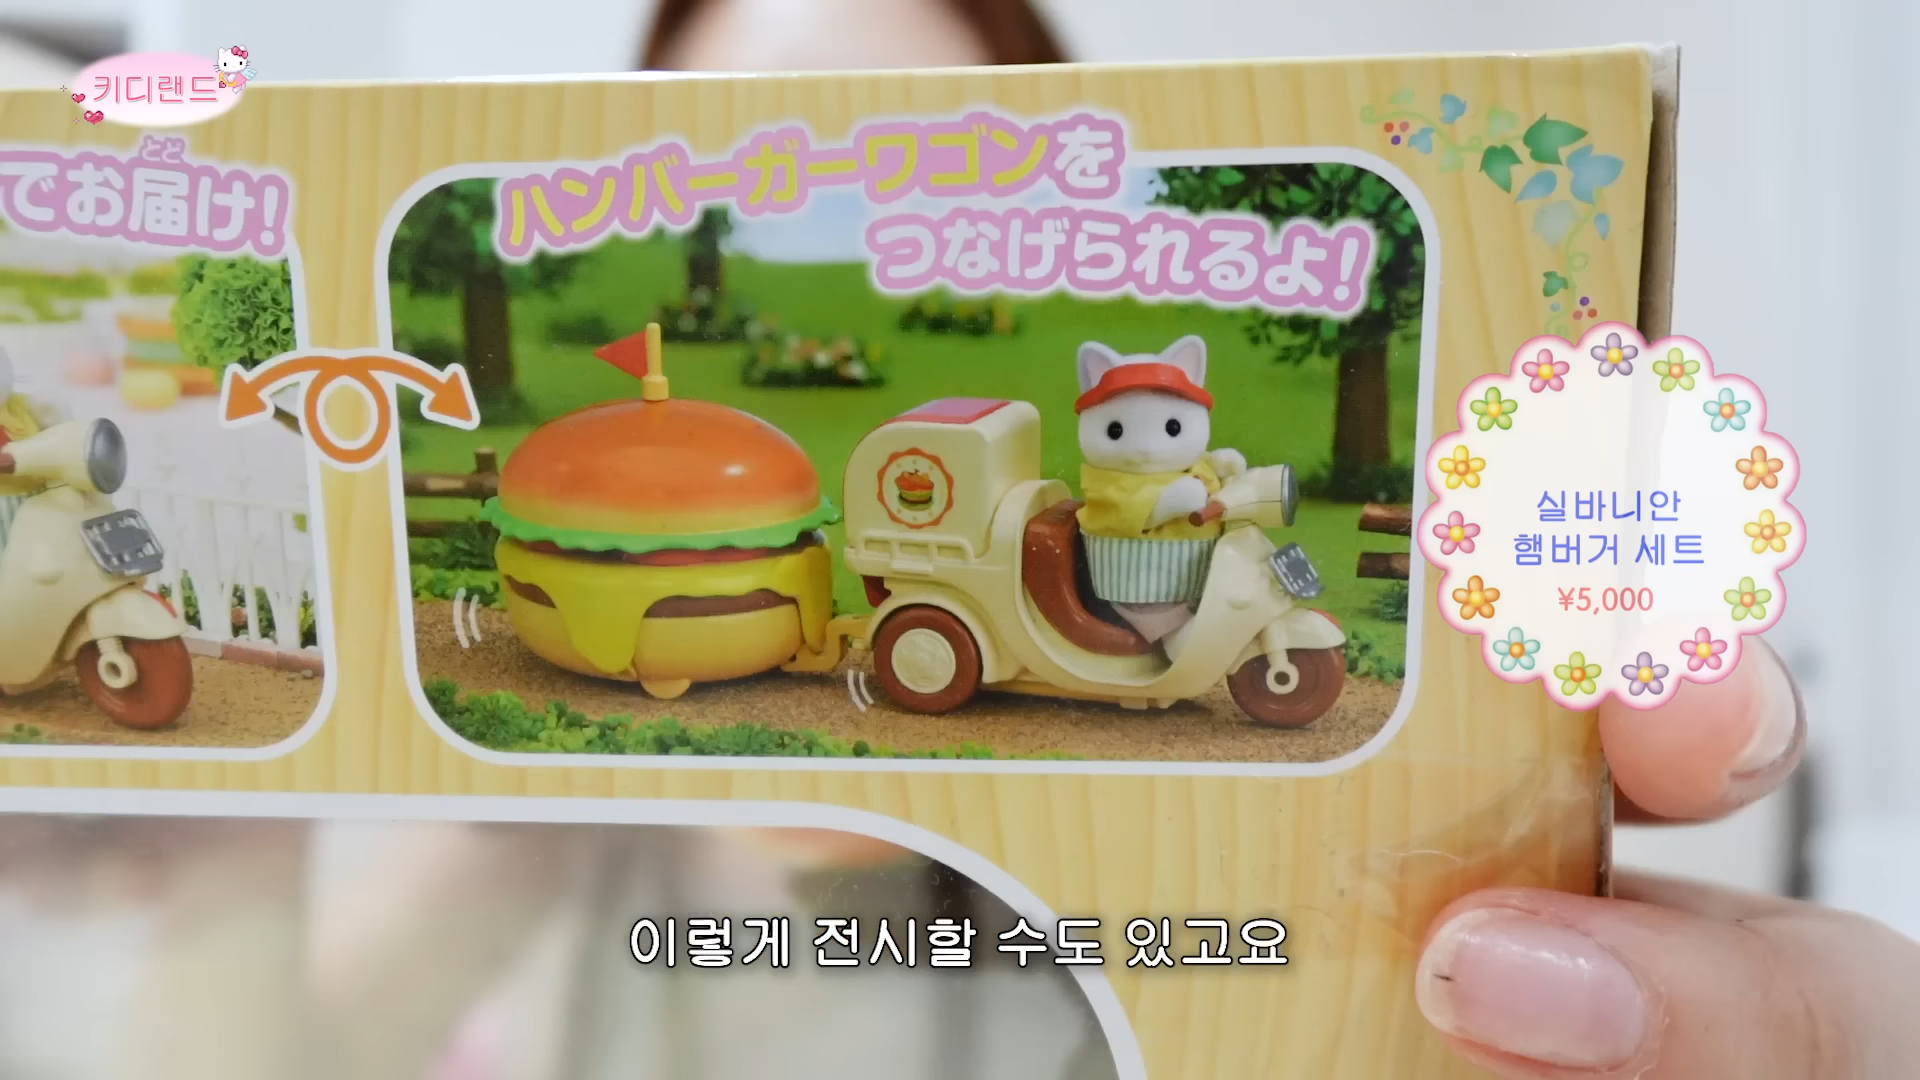 키디랜드
とど
でお届け!
ハンバーガーワゴンを
つなげられるよ!
실바니안
햄버거 세트
¥5,000
이렇게 전시할 수도 있고요